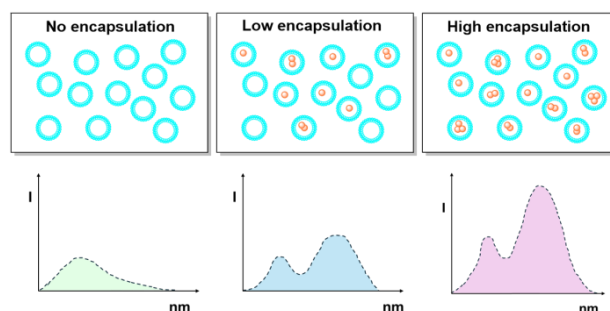 No encapsulation
Low encapsulation
High encapsulation
I
nm
I
nm
I
nm